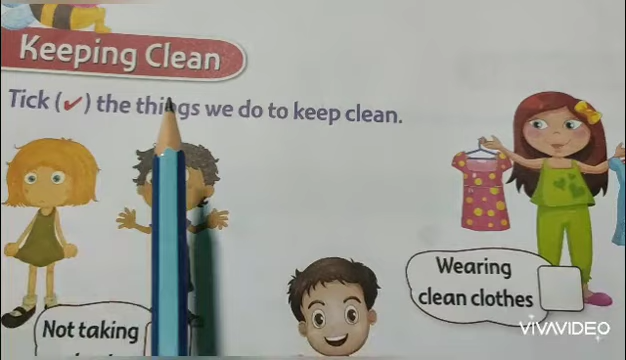 Keeping Clean
Tick (✓) the things we do to keep clean.
Wearing
clean clothes
Not taking
VIVAVIDEO